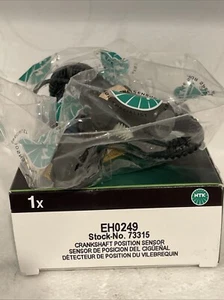 1x
NTK
EH0249
Stock-No. 73315
CRANKSHAFT POSITION SENSOR
SENSOR DE POSICION DEL CIGÜEÑAL
DÉTECTEUR DE POSITION DU VILEBREQUIN